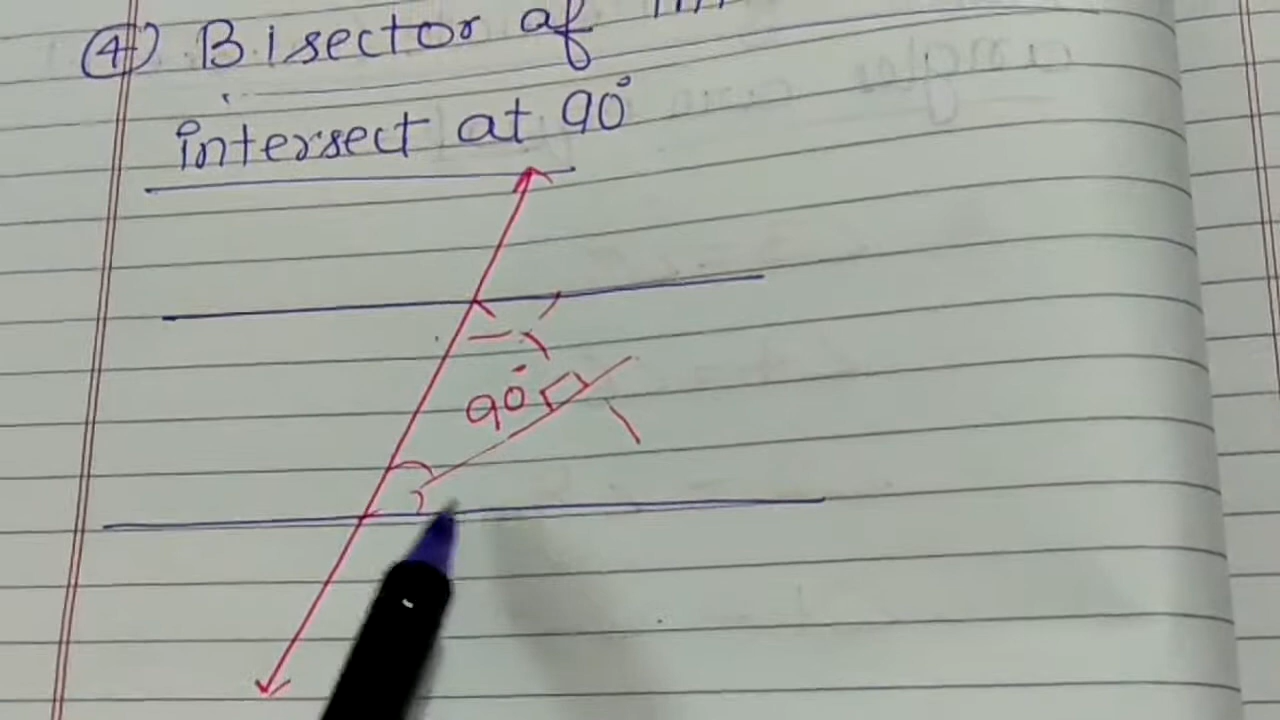 ④ Bisector of
intersect at 90°
90°